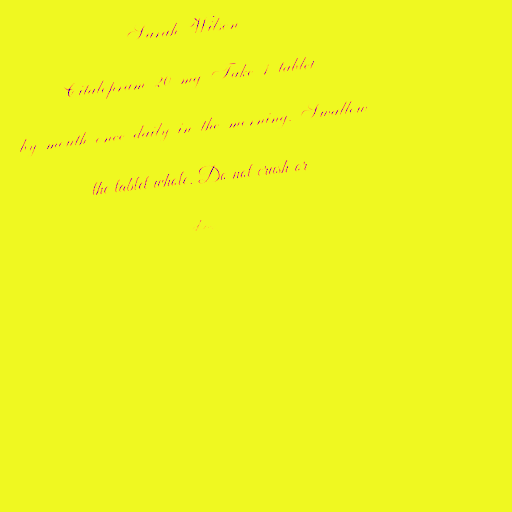 Sarah Wilson
Citalopram 20 mg Take 1 tablet
by mouth once daily in the morning. Swallow
the tablet whole. Do not crush or